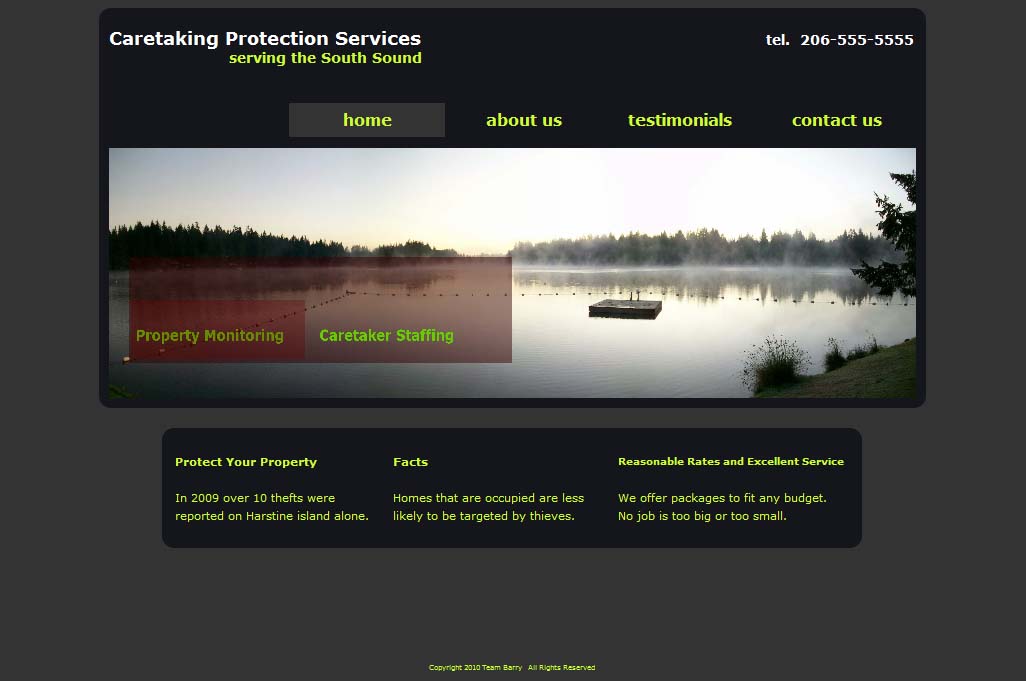 Caretaking Protection Services
tel. 206-555-5555
serving the South Sound
home about us testimonials contact us
Property Monitoring Caretaker Staffing
Protect Your Property
In 2009 over 10 thefts were
reported on Harstine island alone.
Facts
Homes that are occupied are less
likely to be targeted by thieves.
Reasonable Rates and Excellent Service
We offer packages to fit any budget.
No job is too big or too small.
Copyright 2010 Team Barry All Rights Reserved